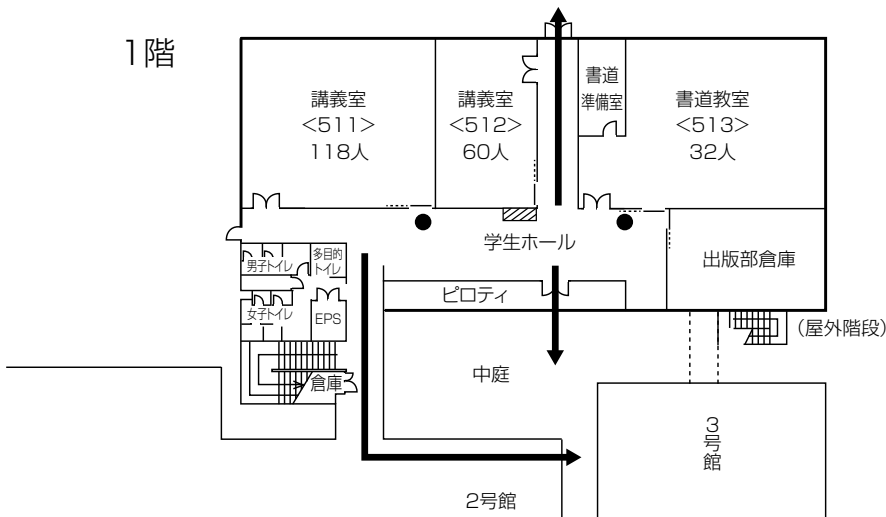 1階
講義室
<511>
118人
講義室
<512>
60人
書道
準備室
書道教室
<513>
32人
学生ホール
出版部倉庫
男子トイレ
多目的
トイレ
ピロティ
女子トイレ
EPS
(屋外階段)
倉庫
中庭
3号館
2号館